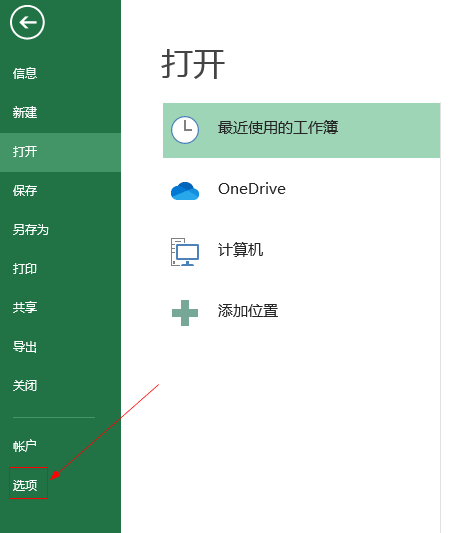 信息
新建
打开
保存
另存为
打印
共享
导出
关闭
帐户
选项
打开
最近使用的工作簿
OneDrive
计算机
添加位置